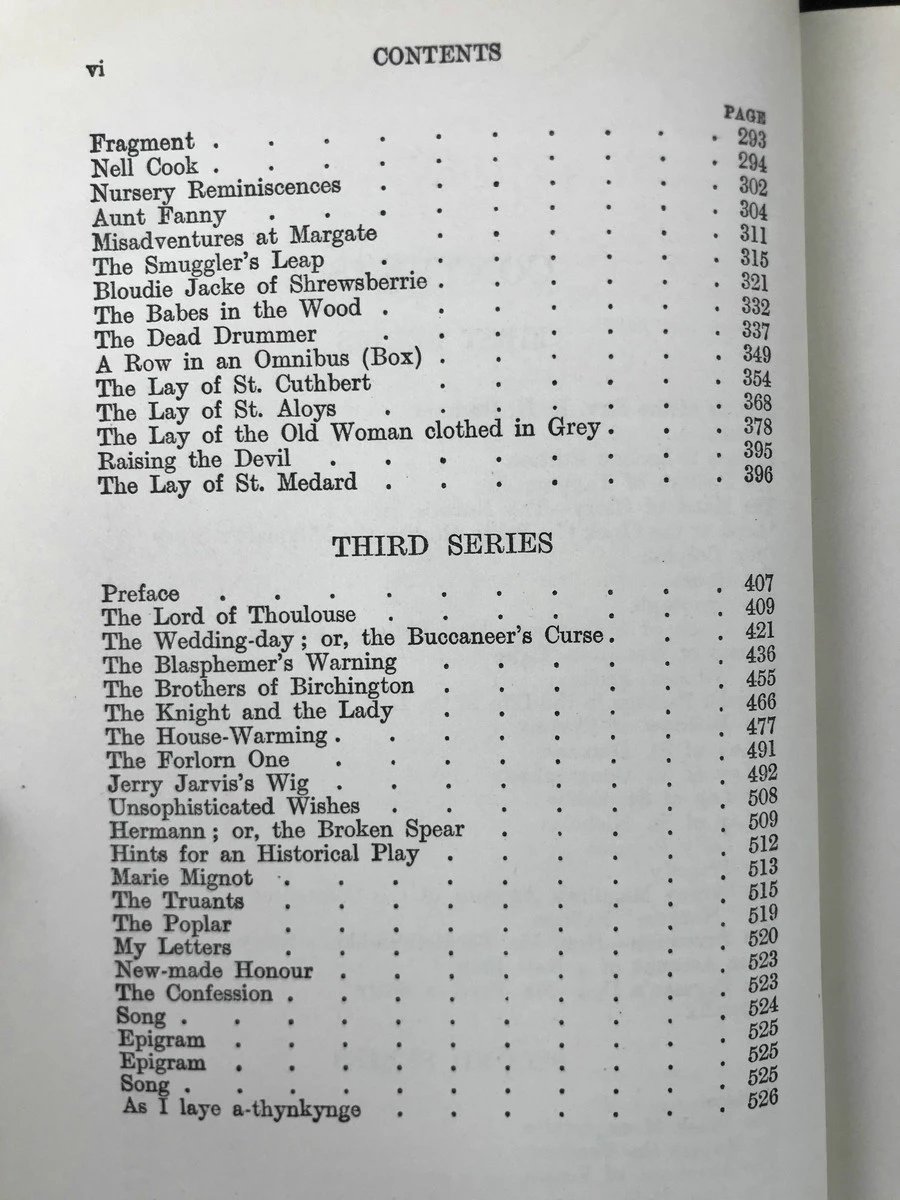 vi
CONTENTS
PAGE
Fragment . . . . . . . . . . 293
Nell Cook . . . . . . . . . . 294
Nursery Reminiscences . . . . . . . 302
Aunt Fanny . . . . . . . . . 304
Misadventures at Margate . . . . . . 311
The Smuggler's Leap . . . . . . . 315
Bloudie Jacke of Shrewsberrie . . . . . . 321
The Babes in the Wood . . . . . . . 332
The Dead Drummer . . . . . . . 337
A Row in an Omnibus (Box) . . . . . . 349
The Lay of St. Cuthbert . . . . . . 354
The Lay of St. Aloys . . . . . . . 368
The Lay of the Old Woman clothed in Grey . . . 378
Raising the Devil . . . . . . . . 395
The Lay of St. Medard . . . . . . . 396
THIRD SERIES
Preface . . . . . . . . . . 407
The Lord of Thoulouse . . . . . . . 409
The Wedding-day ; or, the Buccaneer's Curse . . . 421
The Blasphemer's Warning . . . . . . 436
The Brothers of Birchington . . . . . . 455
The Knight and the Lady . . . . . . 466
The House-Warming . . . . . . . . 477
The Forlorn One . . . . . . . . 491
Jerry Jarvis's Wig . . . . . . . . 492
Unsophisticated Wishes . . . . . . . 508
Hermann ; or, the Broken Spear . . . . . 509
Hints for an Historical Play . . . . . . 512
Marie Mignot . . . . . . . . . 513
The Truants . . . . . . . . . 515
The Poplar . . . . . . . . . 519
My Letters . . . . . . . . . 520
New-made Honour . . . . . . . . 523
The Confession . . . . . . . . . 523
Song . . . . . . . . . . . 524
Epigram . . . . . . . . . . 525
Epigram . . . . . . . . . . 525
Song . . . . . . . . . . . 525
As I laye a-thynkynge . . . . . . . 526